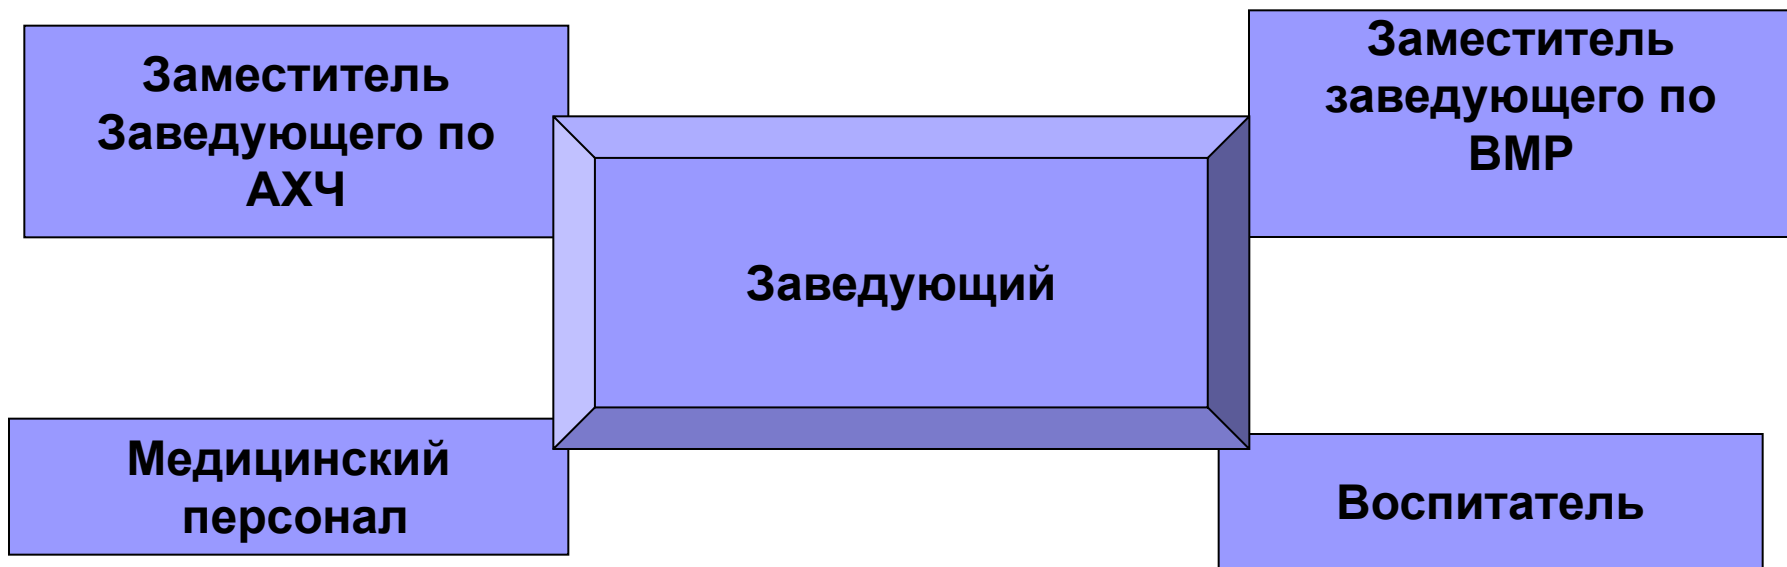 Заместитель
Заведующего по
АХЧ
Заместитель
заведующего по
ВМР
Заведующий
Медицинский
персонал
Воспитатель